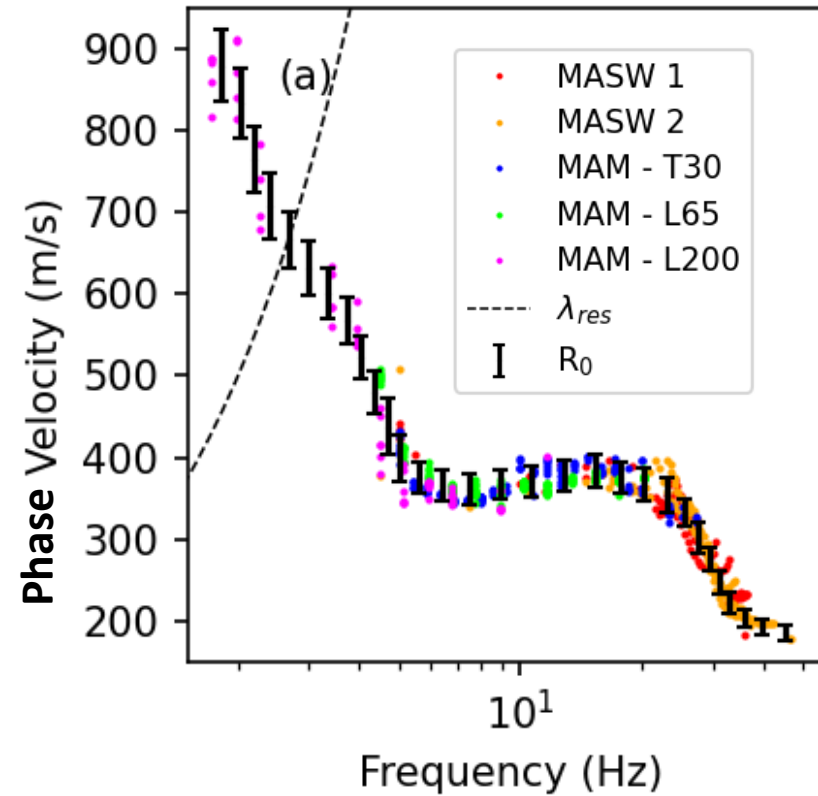 (a)
MASW 1
MASW 2
MAM - T30
MAM - L65
MAM - L200
λres
R0
900
800
700
600
500
400
300
200
Phase Velocity (m/s)
10¹
Frequency (Hz)